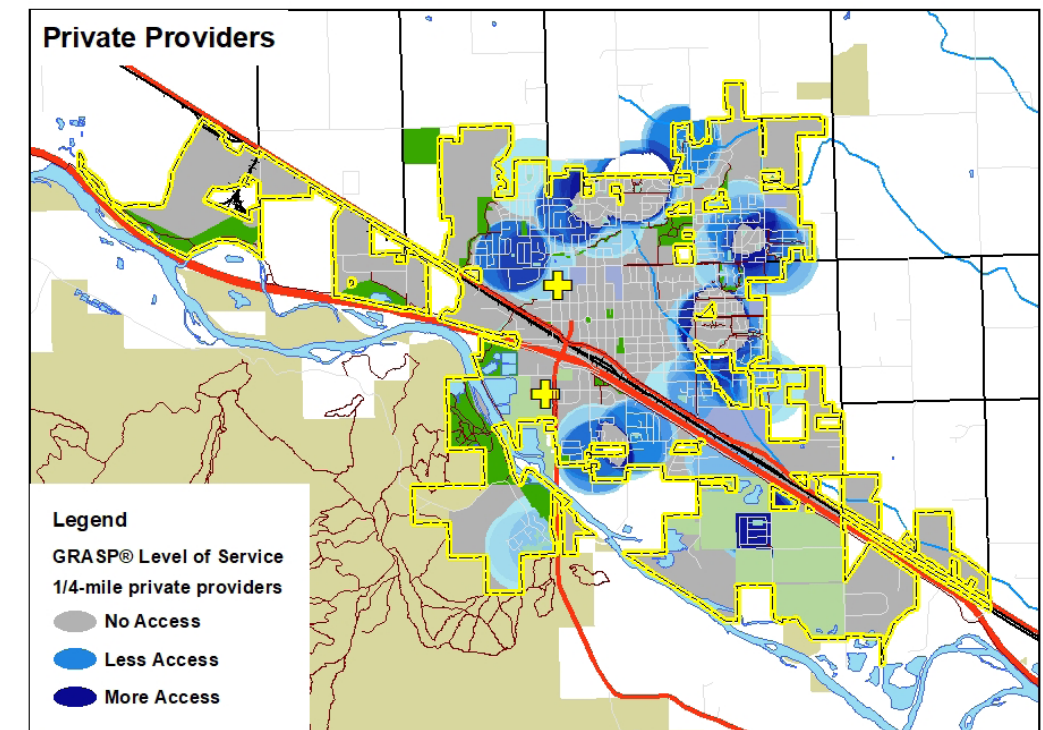 Private Providers
Legend
GRASP® Level of Service
1/4-mile private providers
No Access
Less Access
More Access